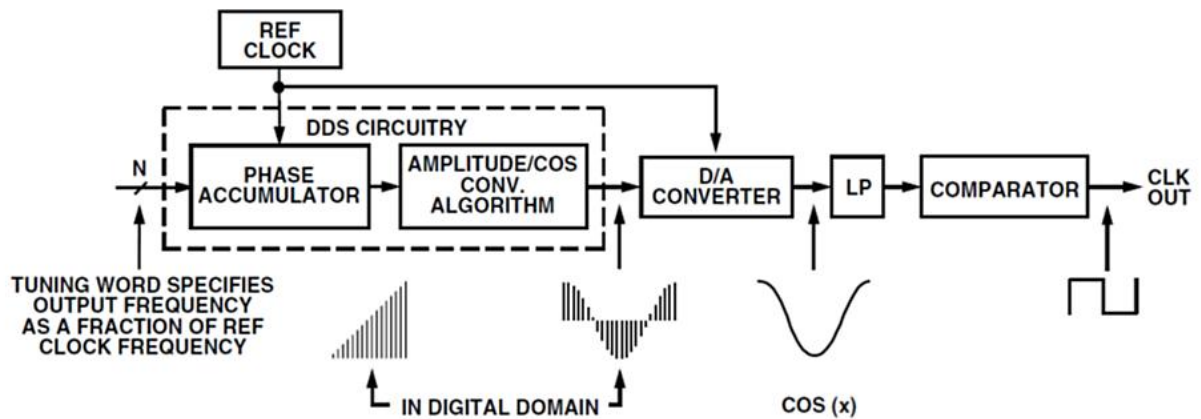 REF
CLOCK
DDS CIRCUITRY
N
PHASE
ACCUMULATOR
AMPLITUDE/COS
CONV.
ALGORITHM
D/A
CONVERTER
LP
COMPARATOR
CLK
OUT
TUNING WORD SPECIFIES
OUTPUT FREQUENCY
AS A FRACTION OF REF
CLOCK FREQUENCY
IN DIGITAL DOMAIN
COS (x)